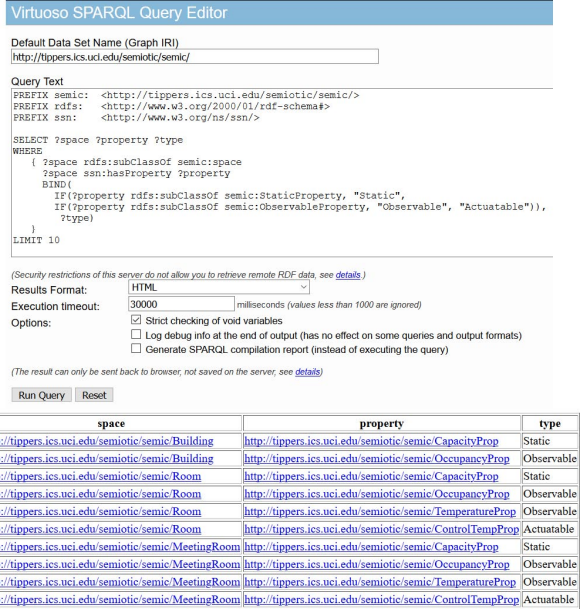 Virtuoso SPARQL Query Editor
Default Data Set Name (Graph IRI)
http://tippers.ics.uci.edu/semiotic/semic/
Query Text
PREFIX semic: <http://tippers.ics.uci.edu/semiotic/semic/>
PREFIX rdfs: <http://www.w3.org/2000/01/rdf-schema#>
PREFIX ssn: <http://www.w3.org/ns/ssn/>
SELECT ?space ?property ?type
WHERE
{ ?space rdfs:subClassOf semic:space
?space ssn:hasProperty ?property
BIND(
IF(?property rdfs:subClassOf semic:StaticProperty, "Static",
IF(?property rdfs:subClassOf semic:ObservableProperty, "Observable", "Actuatable")),
?type)
}
LIMIT 10
(Security restrictions of this server do not allow you to retrieve remote RDF data, see details.)
Results Format: HTML
Execution timeout: 30000 milliseconds (values less than 1000 are ignored)
Options: Strict checking of void variables
Log debug info at the end of output (has no effect on some queries and output formats)
Generate SPARQL compilation report (instead of executing the query)
(The result can only be sent back to browser, not saved on the server, see details)
Run Query Reset
space property type
://tippers.ics.uci.edu/semiotic/semic/Building http://tippers.ics.uci.edu/semiotic/semic/CapacityProp Static
://tippers.ics.uci.edu/semiotic/semic/Building http://tippers.ics.uci.edu/semiotic/semic/OccupancyProp Observable
://tippers.ics.uci.edu/semiotic/semic/Room http://tippers.ics.uci.edu/semiotic/semic/CapacityProp Static
://tippers.ics.uci.edu/semiotic/semic/Room http://tippers.ics.uci.edu/semiotic/semic/OccupancyProp Observable
://tippers.ics.uci.edu/semiotic/semic/Room http://tippers.ics.uci.edu/semiotic/semic/TemperatureProp Observable
://tippers.ics.uci.edu/semiotic/semic/Room http://tippers.ics.uci.edu/semiotic/semic/ControlTempProp Actuatable
://tippers.ics.uci.edu/semiotic/semic/MeetingRoom http://tippers.ics.uci.edu/semiotic/semic/CapacityProp Static
://tippers.ics.uci.edu/semiotic/semic/MeetingRoom http://tippers.ics.uci.edu/semiotic/semic/OccupancyProp Observable
://tippers.ics.uci.edu/semiotic/semic/MeetingRoom http://tippers.ics.uci.edu/semiotic/semic/TemperatureProp Observable
://tippers.ics.uci.edu/semiotic/semic/MeetingRoom http://tippers.ics.uci.edu/semiotic/semic/ControlTempProp Actuatable